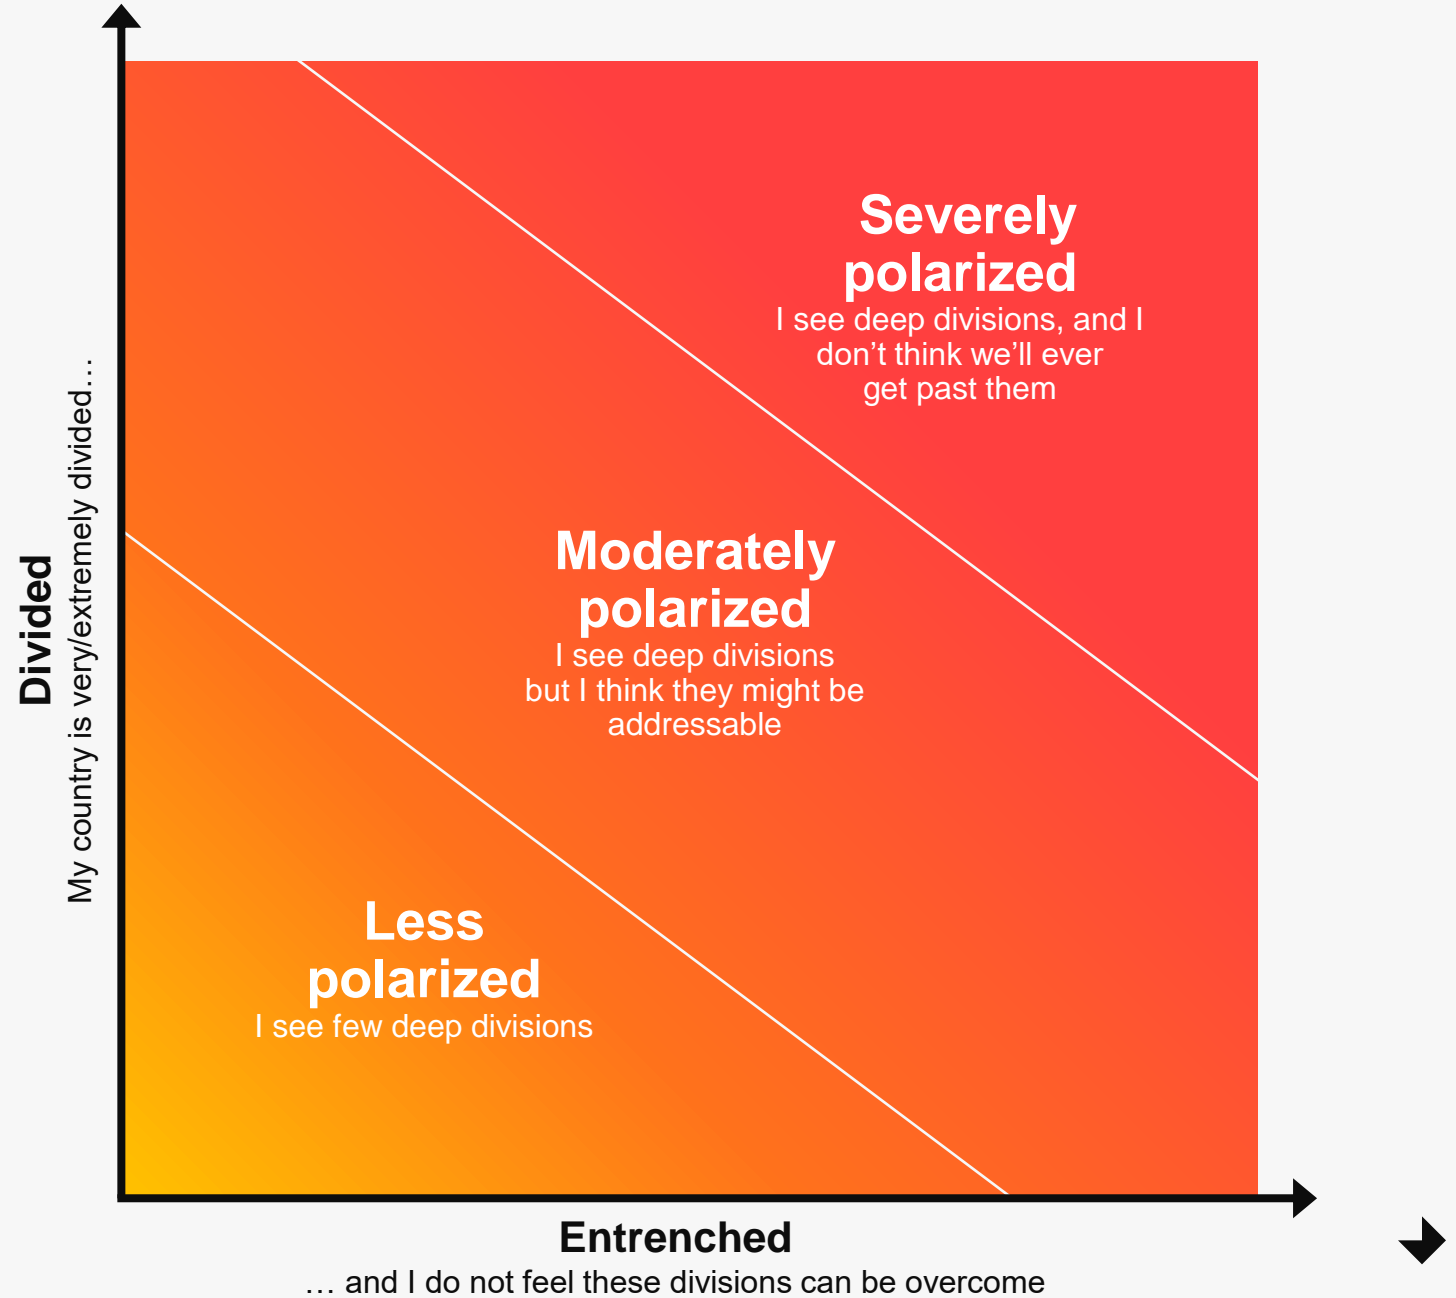 Severely
polarized
I see deep divisions, and I
don’t think we’ll ever
get past them
Moderately
polarized
I see deep divisions
but I think they might be
addressable
Less
polarized
I see few deep divisions
Divided
My country is very/extremely divided…
Entrenched
… and I do not feel these divisions can be overcome